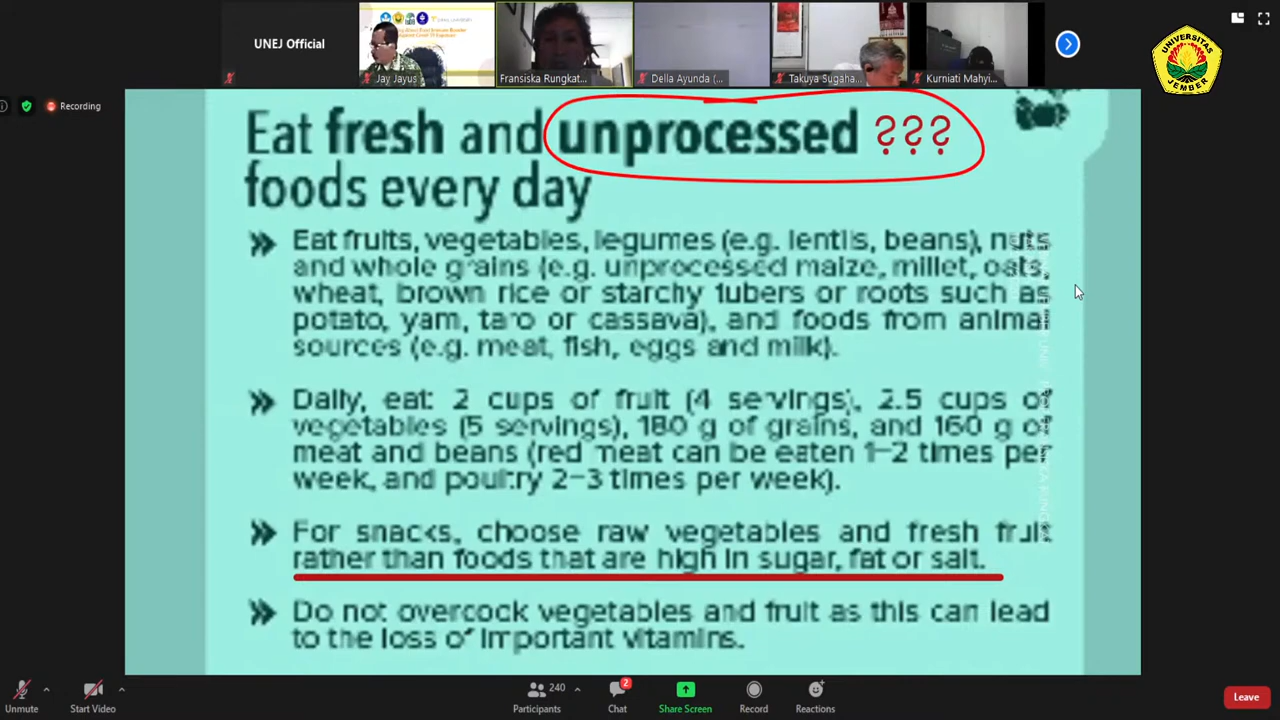 UNEJ Official
Jay Jayus
Fransiska Rungkat...
Della Ayunda (...
Takuya Sugaha...
Kurniati Mahyi...
UNIVERSITAS
JEMBER
Recording
Eat fresh and unprocessed ???
foods every day
Eat fruits, vegetables, legumes (e.g. lentils, beans), nuts
and whole grains (e.g. unprocessed maize, millet, oats,
wheat, brown rice or starchy tubers or roots such as
potato, yam, taro or cassava), and foods from animal
sources (e.g. meat, fish, eggs and milk).
Daily, eat: 2 cups of fruit (4 servings), 2.5 cups of
vegetables (5 servings), 180 g of grains, and 160 g of
meat and beans (red meat can be eaten 1−2 times per
week, and poultry 2−3 times per week).
For snacks, choose raw vegetables and fresh fruit
rather than foods that are high in sugar, fat or salt.
Do not overcook vegetables and fruit as this can lead
to the loss of important vitamins.
Unmute
Start Video
240
Participants
2
Chat
Share Screen
Record
Reactions
Leave